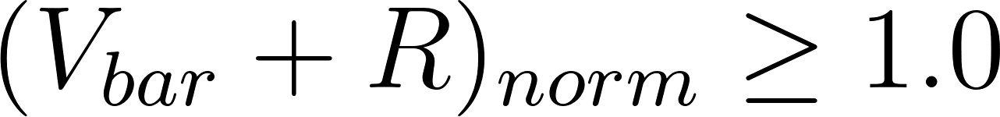 (V_{bar} + R)_{norm} ≥ 1.0